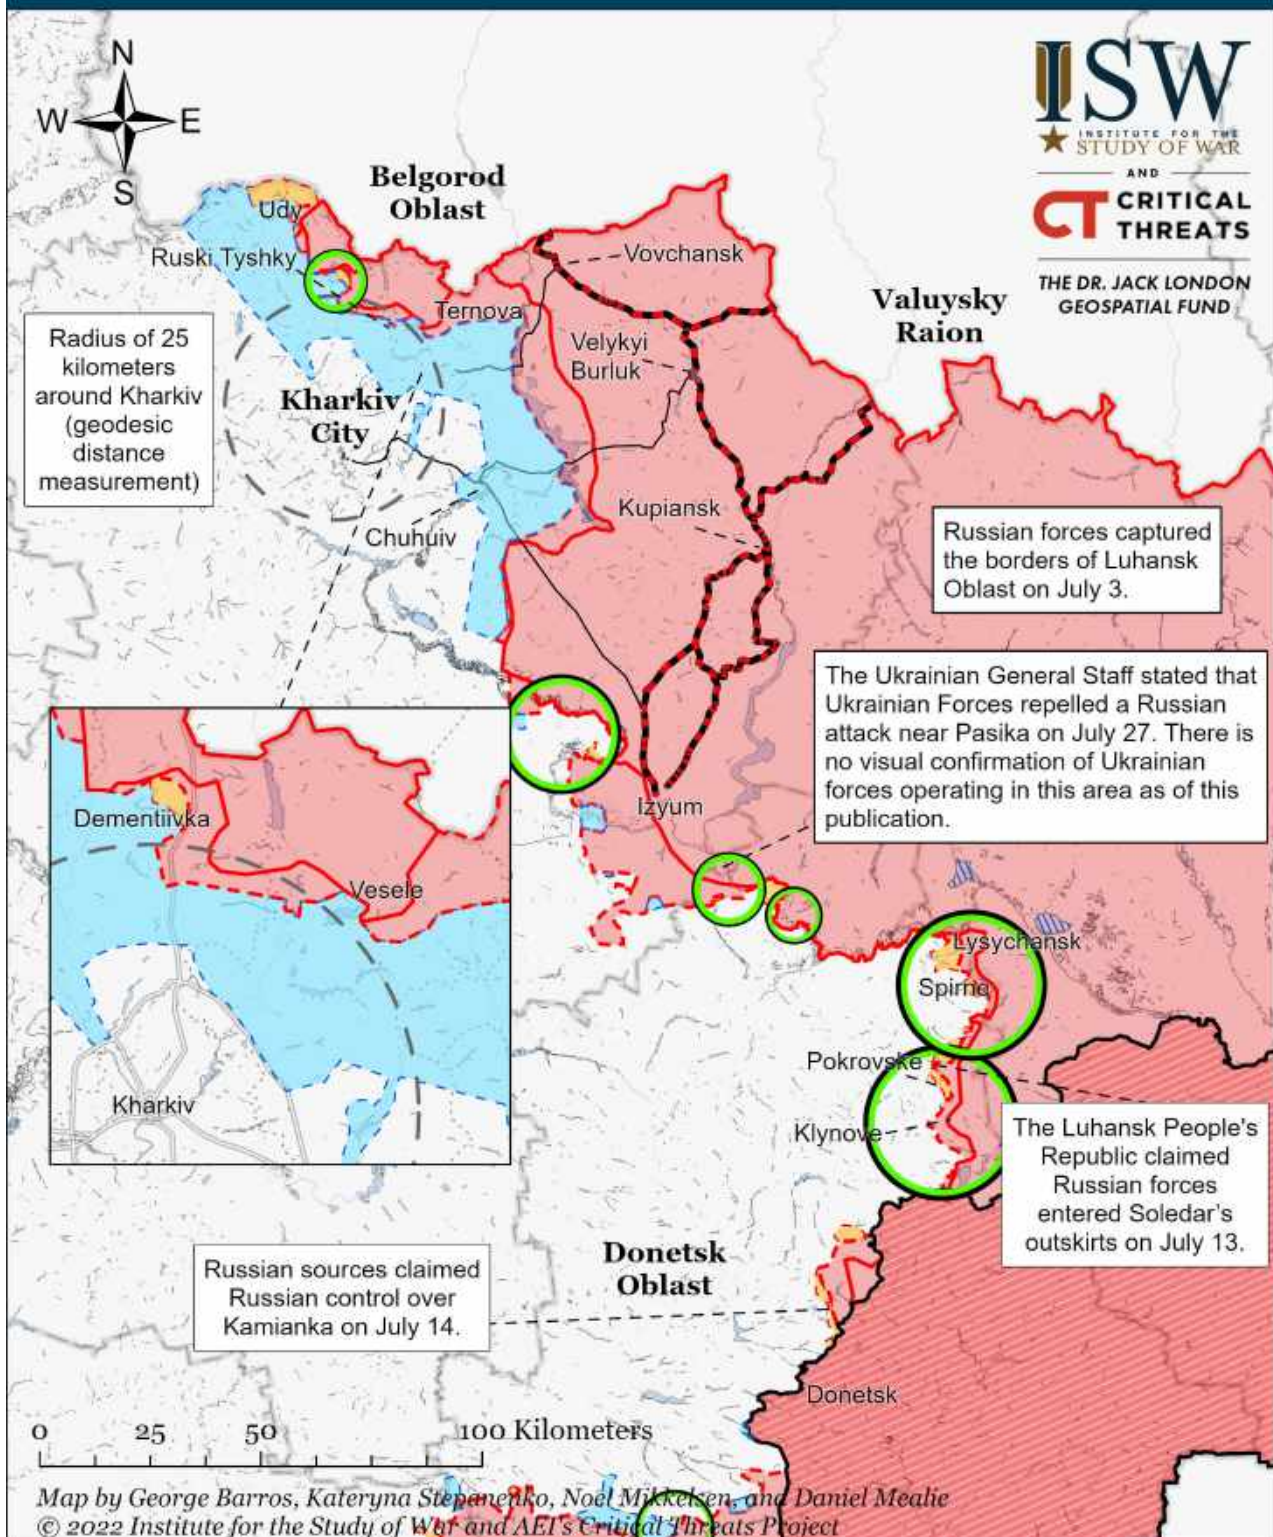 N
W E
S
ISW
INSTITUTE FOR THE
STUDY OF WAR
AND
CT CRITICAL
THREATS
THE DR. JACK LONDON
GEOSPATIAL FUND
Belgorod
Oblast
Udy
Ruski Tyshky
Vovchansk
Ternova
Valuysky
Raion
Radius of 25
kilometers
around Kharkiv
(geodesic
distance
measurement)
Velykyi
Burluk
Kharkiv
City
Kupiansk
Chuhuiv
Russian forces captured
the borders of Luhansk
Oblast on July 3.
The Ukrainian General Staff stated that
Ukrainian Forces repelled a Russian
attack near Pasika on July 27. There is
no visual confirmation of Ukrainian
forces operating in this area as of this
publication.
Izyum
Dementiivka
Vesele
Kharkiv
Lysychansk
Spirne
Pokrovske
Klynove
The Luhansk People's
Republic claimed
Russian forces
entered Soledar's
outskirts on July 13.
Donetsk
Oblast
Russian sources claimed
Russian control over
Kamianka on July 14.
Donetsk
0 25 50 100 Kilometers
Map by George Barros, Kateryna Stepanenko, Noel Mikkelsen, and Daniel Mealie
© 2022 Institute for the Study of War and AEI's Critical Threats Project